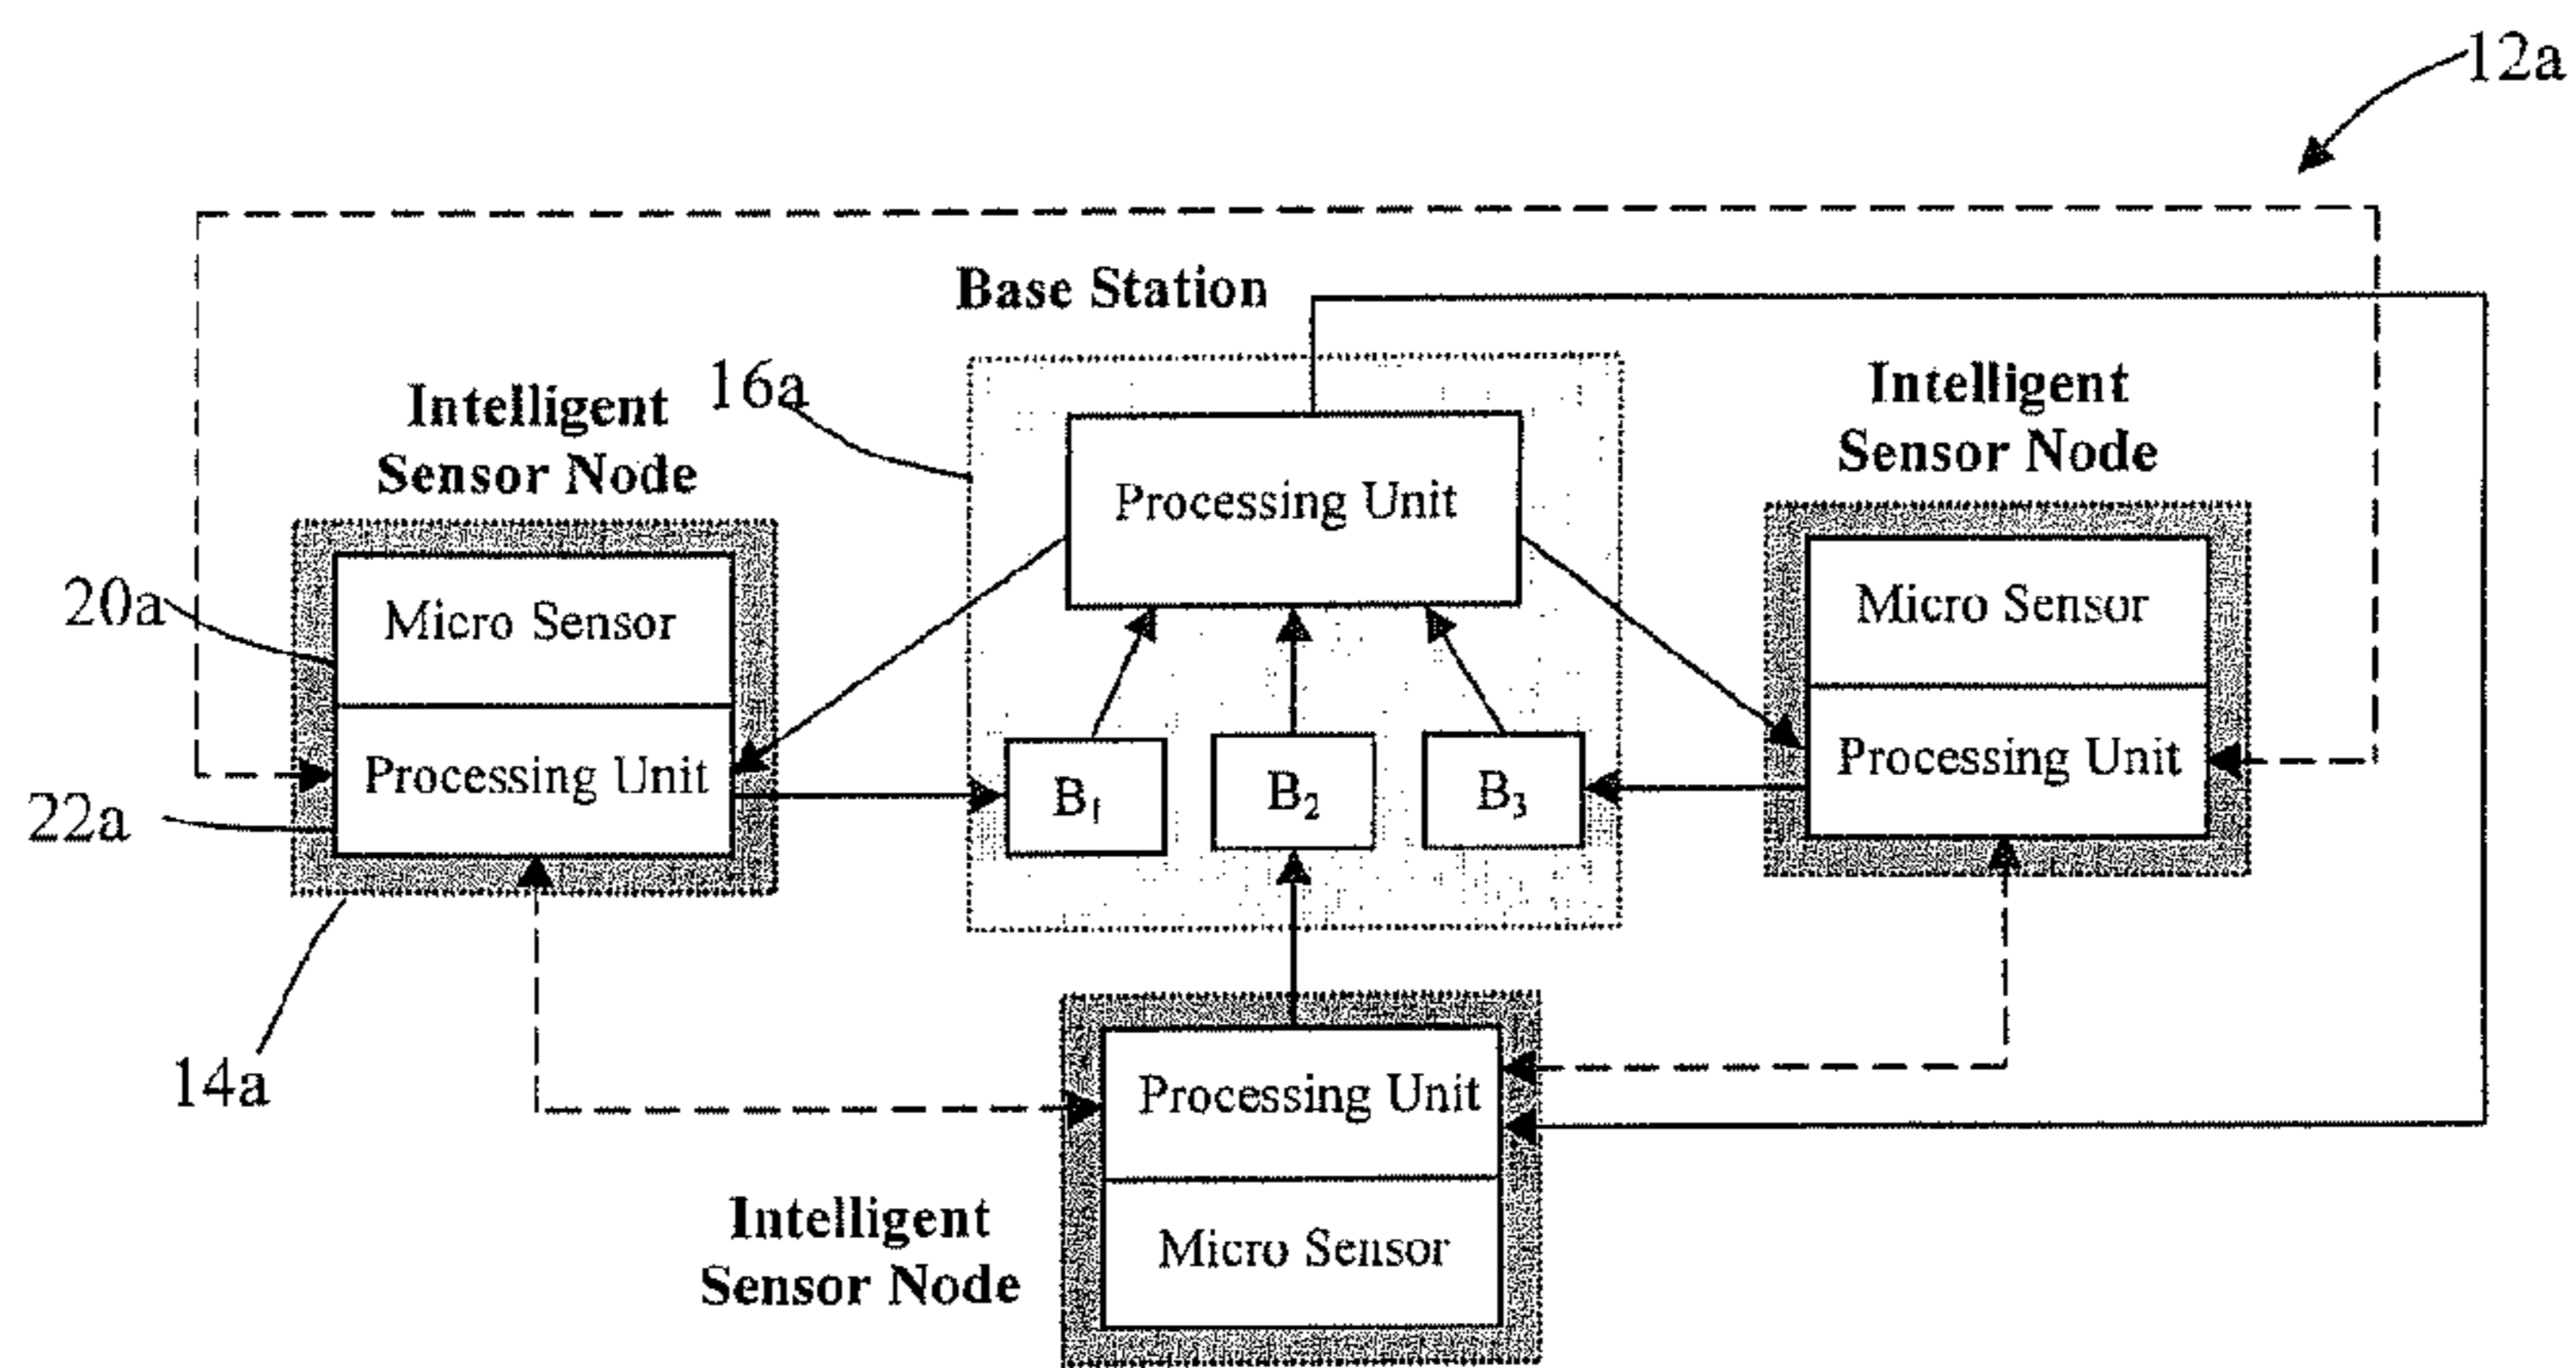 12a
Base Station
16a
Intelligent
Sensor Node
Intelligent
Sensor Node
Processing Unit
20a
Micro Sensor
Micro Sensor
22a
Processing Unit
Processing Unit
B₁
B₂
B₃
14a
Processing Unit
Intelligent
Sensor Node
Micro Sensor